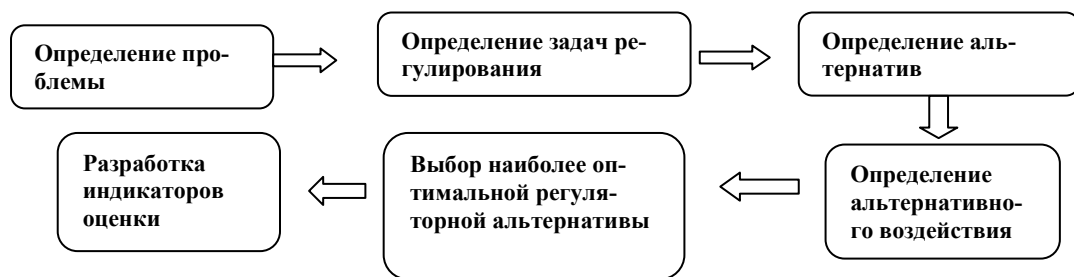 Определение про-
блемы
Определение задач ре-
гулирования
Определение аль-
тернатив
Определение
альтернативно-
го воздействия
Выбор наиболее оп-
тимальной регуля-
торной альтернативы
Разработка
индикаторов
оценки